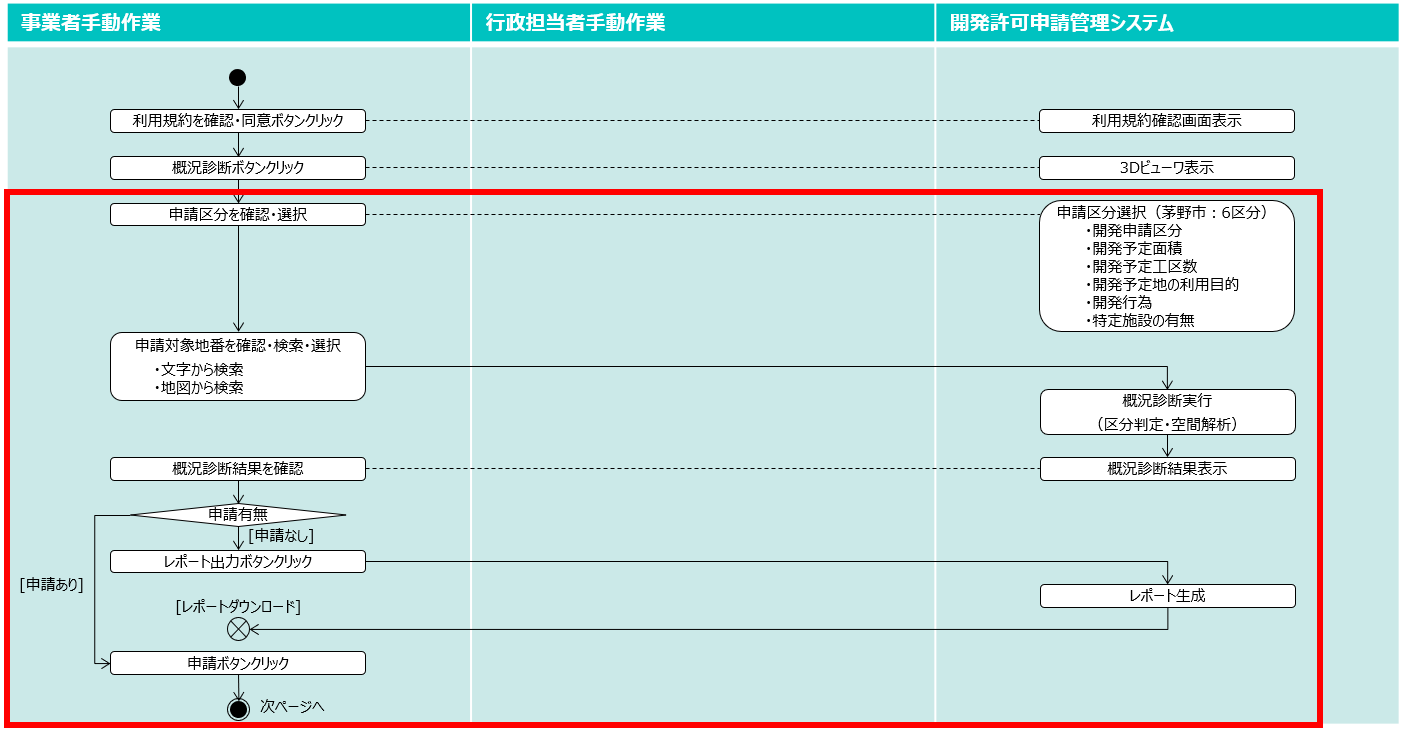 事業者手動作業
行政担当者手動作業
開発許可申請管理システム
利用規約を確認・同意ボタンクリック
利用規約確認画面表示
概況診断ボタンクリック
3Dビューワ表示
申請区分を確認・選択
申請区分選択（茅野市：6区分）
・開発申請区分
・開発予定面積
・開発予定工区数
・開発予定地の利用目的
・開発行為
・特定施設の有無
申請対象地番を確認・検索・選択
・文字から検索
・地図から検索
概況診断実行
（区分判定・空間解析）
概況診断結果を確認
概況診断結果表示
申請有無
[申請なし]
レポート出力ボタンクリック
[申請あり]
レポート生成
[レポートダウンロード]
申請ボタンクリック
次ページへ